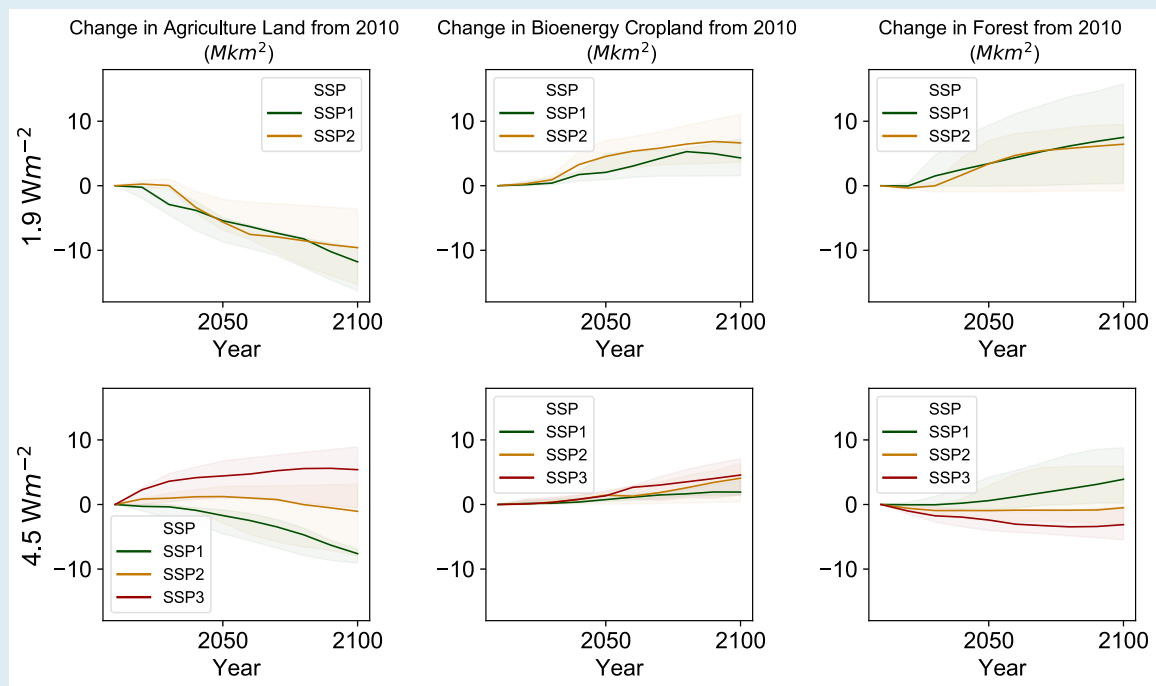 Change in Agriculture Land from 2010
(Mkm²)
Change in Bioenergy Cropland from 2010
(Mkm²)
Change in Forest from 2010
(Mkm²)
1.9 Wm⁻²
10
0
−10
SSP
SSP1
SSP2
2050
2100
Year
10
0
−10
SSP
SSP1
SSP2
2050
2100
Year
10
0
−10
SSP
SSP1
SSP2
2050
2100
Year
4.5 Wm⁻²
10
0
−10
SSP
SSP1
SSP2
SSP3
2050
2100
Year
10
0
−10
SSP
SSP1
SSP2
SSP3
2050
2100
Year
10
0
−10
SSP
SSP1
SSP2
SSP3
2050
2100
Year